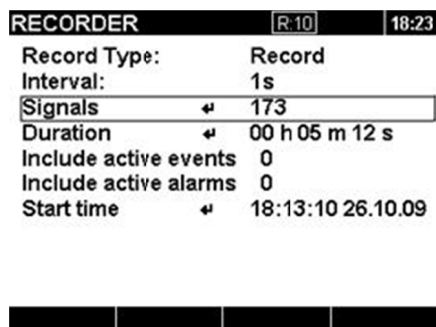 RECORDER R:10 18:23
Record Type: Record
Interval: 1s
Signals ↵ 173
Duration ↵ 00 h 05 m 12 s
Include active events 0
Include active alarms 0
Start time ↵ 18:13:10 26.10.09